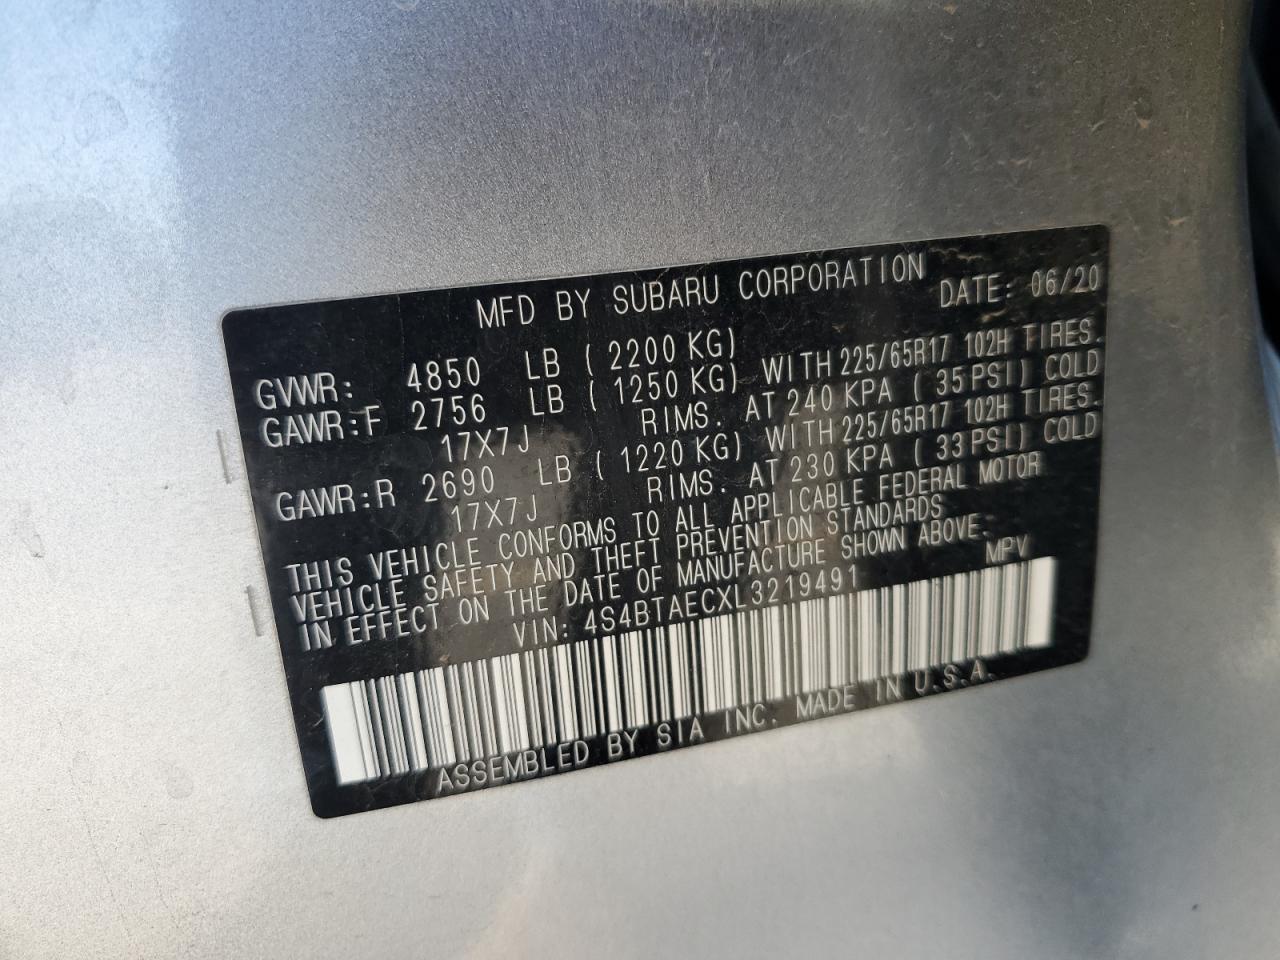 MFD BY SUBARU CORPORATION DATE: 06/20
GVWR: 4850 LB ( 2200 KG)
GAWR:F 2756 LB ( 1250 KG) WITH 225/65R17 102H TIRES.
17X7J RIMS. AT 240 KPA ( 35PSI) COLD
GAWR:R 2690 LB ( 1220 KG) WITH 225/65R17 102H TIRES.
17X7J RIMS. AT 230 KPA ( 33 PSI) COLD
THIS VEHICLE CONFORMS TO ALL APPLICABLE FEDERAL MOTOR
VEHICLE SAFETY AND THEFT PREVENTION STANDARDS
IN EFFECT ON THE DATE OF MANUFACTURE SHOWN ABOVE.
VIN: 4S4BTAECXL3219491 MPV
ASSEMBLED BY SIA INC. MADE IN U.S.A.